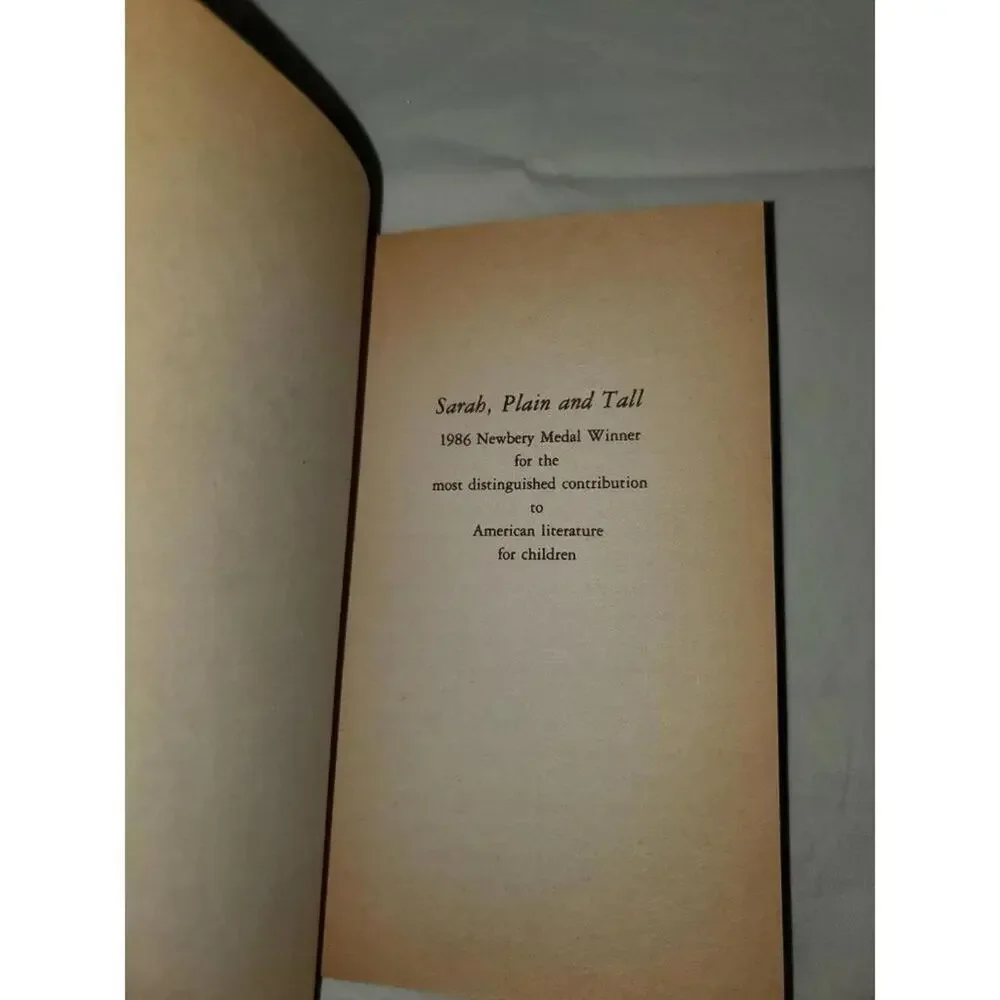 Sarah, Plain and Tall
1986 Newbery Medal Winner
for the
most distinguished contribution
to
American literature
for children